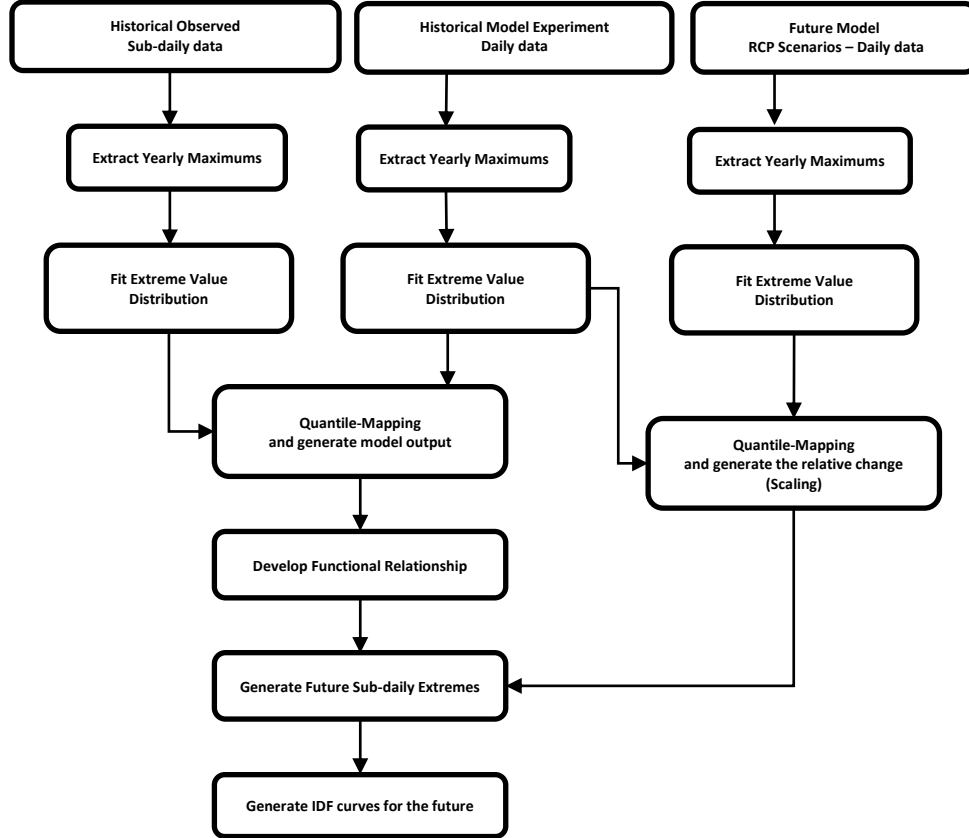 Historical Observed
Sub-daily data
Historical Model Experiment
Daily data
Future Model
RCP Scenarios – Daily data
Extract Yearly Maximums
Extract Yearly Maximums
Extract Yearly Maximums
Fit Extreme Value
Distribution
Fit Extreme Value
Distribution
Fit Extreme Value
Distribution
Quantile-Mapping
and generate model output
Quantile-Mapping
and generate the relative change
(Scaling)
Develop Functional Relationship
Generate Future Sub-daily Extremes
Generate IDF curves for the future